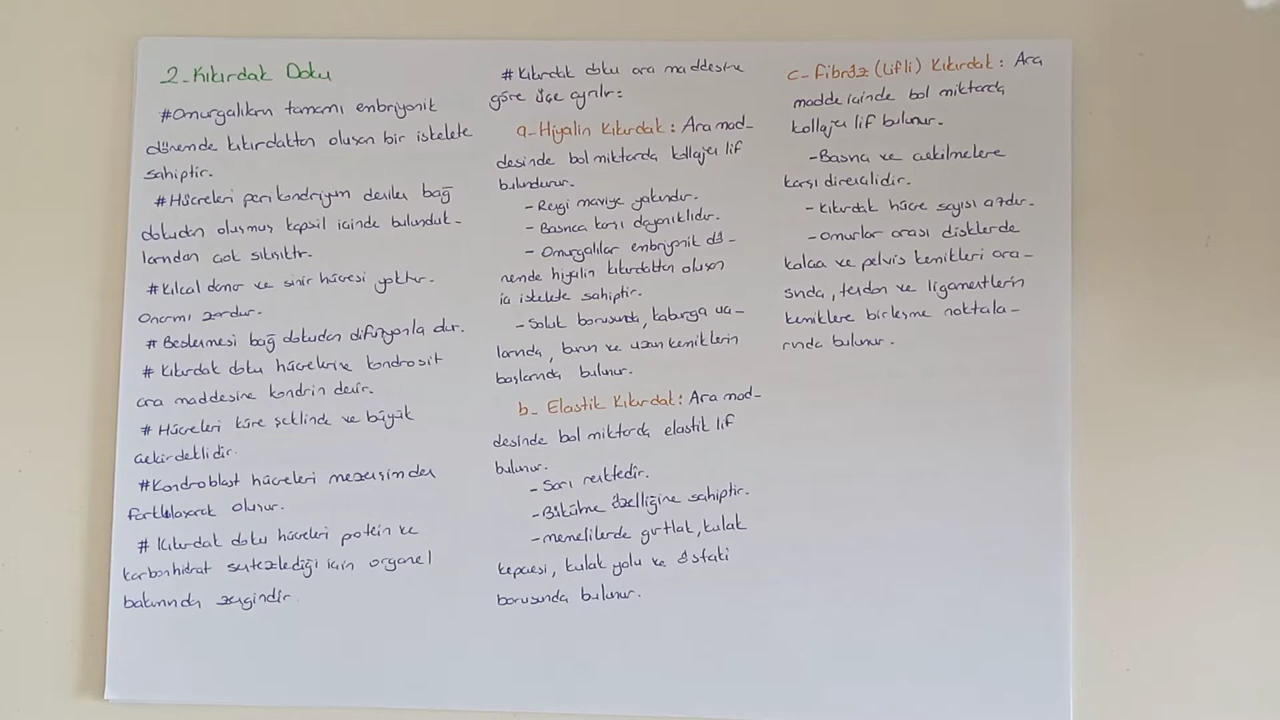 2-Kıkırdak Doku
#Omurgalıların tamamı embriyonik
dönemde kıkırdaktan oluşan bir iskelete
sahiptir.
#Hücreleri perikondriyum denilen bağ
dokudan oluşmuş kapsül içinde bulunduk-
larından çok sıkışıktır.
#Kılcal damar ve sinir hücresi yoktur.
Onarımı zordur.
# Beslenmesi bağ dokudan difüzyonla dır.
# Kıkırdak doku hücrelerine kondrosit
ara maddesine kondrin denir.
# Hücreleri küre şeklinde ve büyük
çekirdeklidir.
#Kondroblast hücreleri mezenşimden
farklılaşarak oluşur.
# Kıkırdak doku hücreleri protein ve
karbonhidrat sentezlediği için organel
bakımında zengindir.
# Kıkırdak doku ara maddesine
göre üçe ayrılır:
a-Hiyalin Kıkırdak: Ara mad-
desinde bol miktarda kollajen lif
bulundurur.
- Rengi maviye yakındır.
- Basınca karşı dayanıklıdır.
- Omurgalılar embriyonik dö-
nemde hiyalin kıkırdaktan oluşan
iç iskelete sahiptir.
- Soluk borusunda, kaburga uç-
larında, burun ve uzun kemiklerin
başlarında bulunur.
b- Elastik Kıkırdak: Ara mad-
desinde bol miktarda elastik lif
bulunur.
- Sarı renktedir.
-Bükülme özelliğine sahiptir.
-memelilerde gırtlak, kulak
kepçesi, kulak yolu ve östaki
borusunda bulunur.
c- Fibröz (Lifli) Kıkırdak: Ara
madde içinde bol miktarda
kollajen lif bulunur.
-Basınca ve çekilmelere
karşı dirençlidir.
- Kıkırdak hücre sayısı azdır.
-Omurlar arası disklerde
kalça ve pelvis kemikleri ara-
sında, tendon ve ligamentlerin
kemiklere birleşme noktala-
rında bulunur.